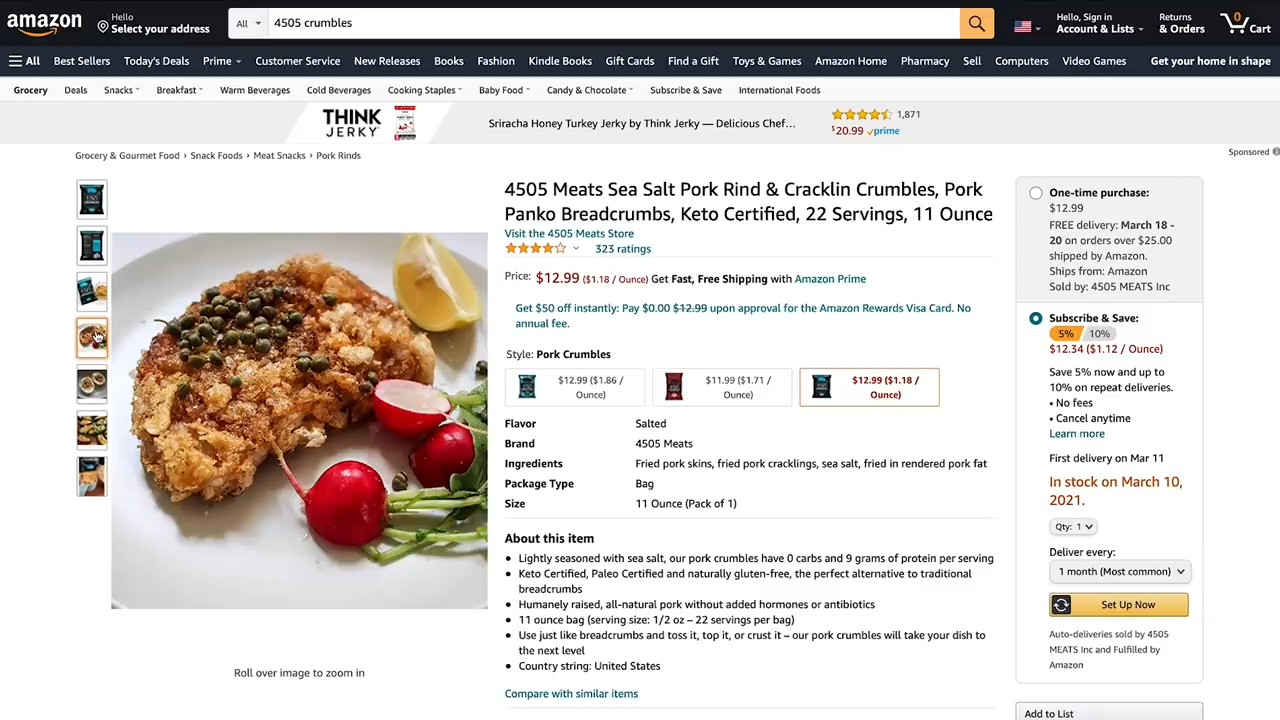 amazon
Hello
Select your address
All
4505 crumbles
Hello, Sign in
Account & Lists
Returns
& Orders
0
Cart
All
Best Sellers
Today's Deals
Prime
Customer Service
New Releases
Books
Fashion
Kindle Books
Gift Cards
Find a Gift
Toys & Games
Amazon Home
Pharmacy
Sell
Computers
Video Games
Get your home in shape
Grocery
Deals
Snacks
Breakfast
Warm Beverages
Cold Beverages
Cooking Staples
Baby Food
Candy & Chocolate
Subscribe & Save
International Foods
THINK
JERKY
Sriracha Honey Turkey Jerky by Think Jerky — Delicious Chef…
1,871
$20.99 prime
Sponsored
Grocery & Gourmet Food › Snack Foods › Meat Snacks › Pork Rinds
4505 Meats Sea Salt Pork Rind & Cracklin Crumbles, Pork
Panko Breadcrumbs, Keto Certified, 22 Servings, 11 Ounce
Visit the 4505 Meats Store
323 ratings
Price: $12.99 ($1.18 / Ounce) Get Fast, Free Shipping with Amazon Prime
Get $50 off instantly: Pay $0.00 $12.99 upon approval for the Amazon Rewards Visa Card. No
annual fee.
Style: Pork Crumbles
$12.99 ($1.86 /
Ounce)
$11.99 ($1.71 /
Ounce)
$12.99 ($1.18 /
Ounce)
Flavor Salted
Brand 4505 Meats
Ingredients Fried pork skins, fried pork cracklings, sea salt, fried in rendered pork fat
Package Type Bag
Size 11 Ounce (Pack of 1)
About this item
• Lightly seasoned with sea salt, our pork crumbles have 0 carbs and 9 grams of protein per serving
• Keto Certified, Paleo Certified and naturally gluten-free, the perfect alternative to traditional
breadcrumbs
• Humanely raised, all-natural pork without added hormones or antibiotics
• 11 ounce bag (serving size: 1/2 oz – 22 servings per bag)
• Use just like breadcrumbs and toss it, top it, or crust it – our pork crumbles will take your dish to
the next level
• Country string: United States
Compare with similar items
Roll over image to zoom in
One-time purchase:
$12.99
FREE delivery: March 18 -
20 on orders over $25.00
shipped by Amazon.
Ships from: Amazon
Sold by: 4505 MEATS Inc
Subscribe & Save:
5% 10%
$12.34 ($1.12 / Ounce)
Save 5% now and up to
10% on repeat deliveries.
• No fees
• Cancel anytime
Learn more
First delivery on Mar 11
In stock on March 10,
2021.
Qty: 1
Deliver every:
1 month (Most common)
Set Up Now
Auto-deliveries sold by 4505
MEATS Inc and Fulfilled by
Amazon
Add to List